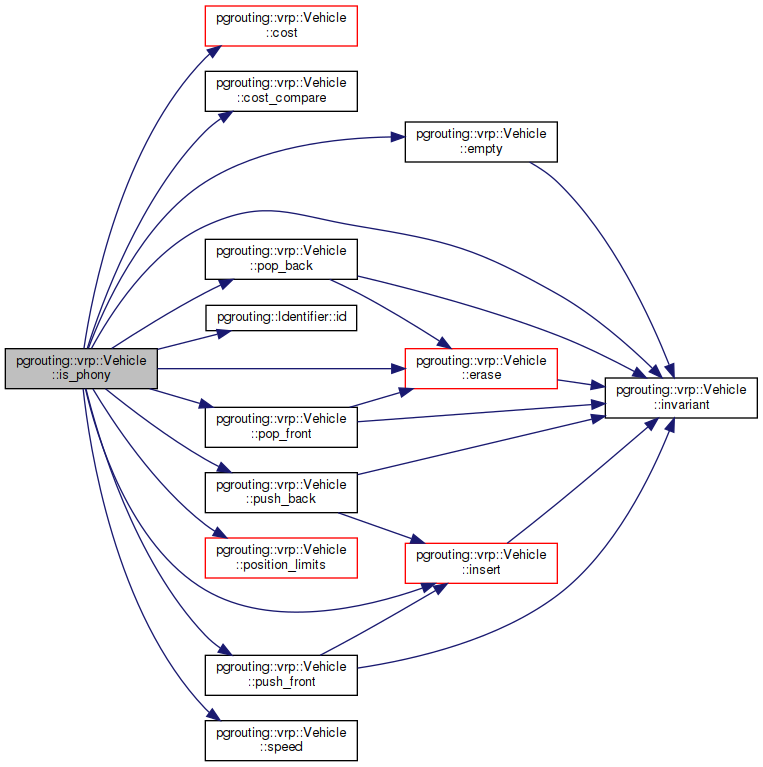 pgrouting::vrp::Vehicle
::cost
pgrouting::vrp::Vehicle
::cost_compare
pgrouting::vrp::Vehicle
::empty
pgrouting::vrp::Vehicle
::pop_back
pgrouting::Identifier::id
pgrouting::vrp::Vehicle
::is_phony
pgrouting::vrp::Vehicle
::erase
pgrouting::vrp::Vehicle
::invariant
pgrouting::vrp::Vehicle
::pop_front
pgrouting::vrp::Vehicle
::push_back
pgrouting::vrp::Vehicle
::position_limits
pgrouting::vrp::Vehicle
::insert
pgrouting::vrp::Vehicle
::push_front
pgrouting::vrp::Vehicle
::speed